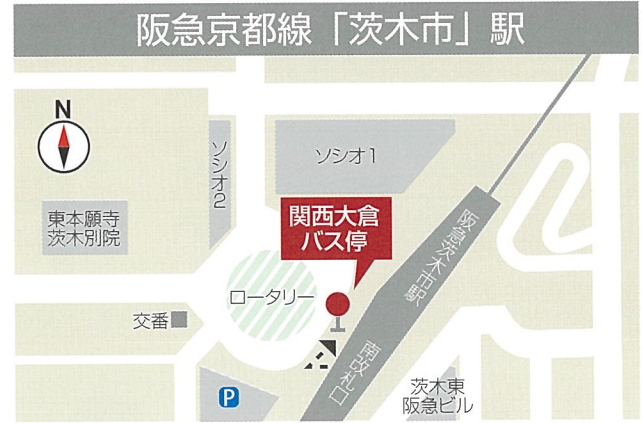 阪急京都線「茨木市」駅
N
ソシオ2
ソシオ1
東本願寺
茨木別院
関西大倉
バス停
阪急茨木市駅
ロータリー
交番
南改札口
P
茨木東
阪急ビル